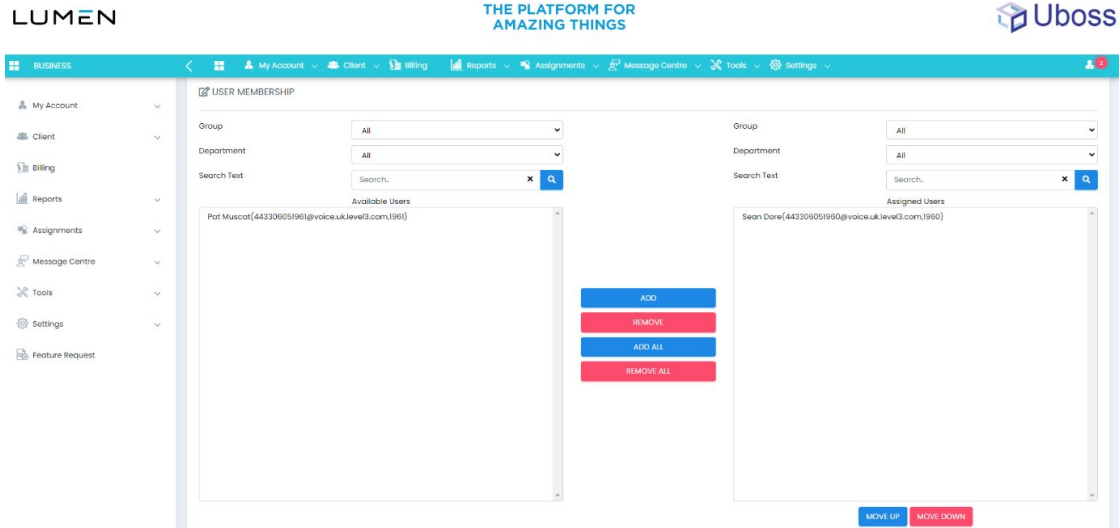 LUMEN
THE PLATFORM FOR
AMAZING THINGS
Uboss
BUSINESS
My Account
Client
Billing
Reports
Assignments
Message Centre
Tools
Settings
2
My Account
Client
Billing
Reports
Assignments
Message Centre
Tools
Settings
Feature Request
USER MEMBERSHIP
Group
All
Department
All
Search Text
Search..
Available Users
Pat Muscat(443306051961@voice.uk.level3.com,1961)
ADD
REMOVE
ADD ALL
REMOVE ALL
Group
All
Department
All
Search Text
Search..
Assigned Users
Sean Dore(443306051960@voice.uk.level3.com,1960)
MOVE UP
MOVE DOWN